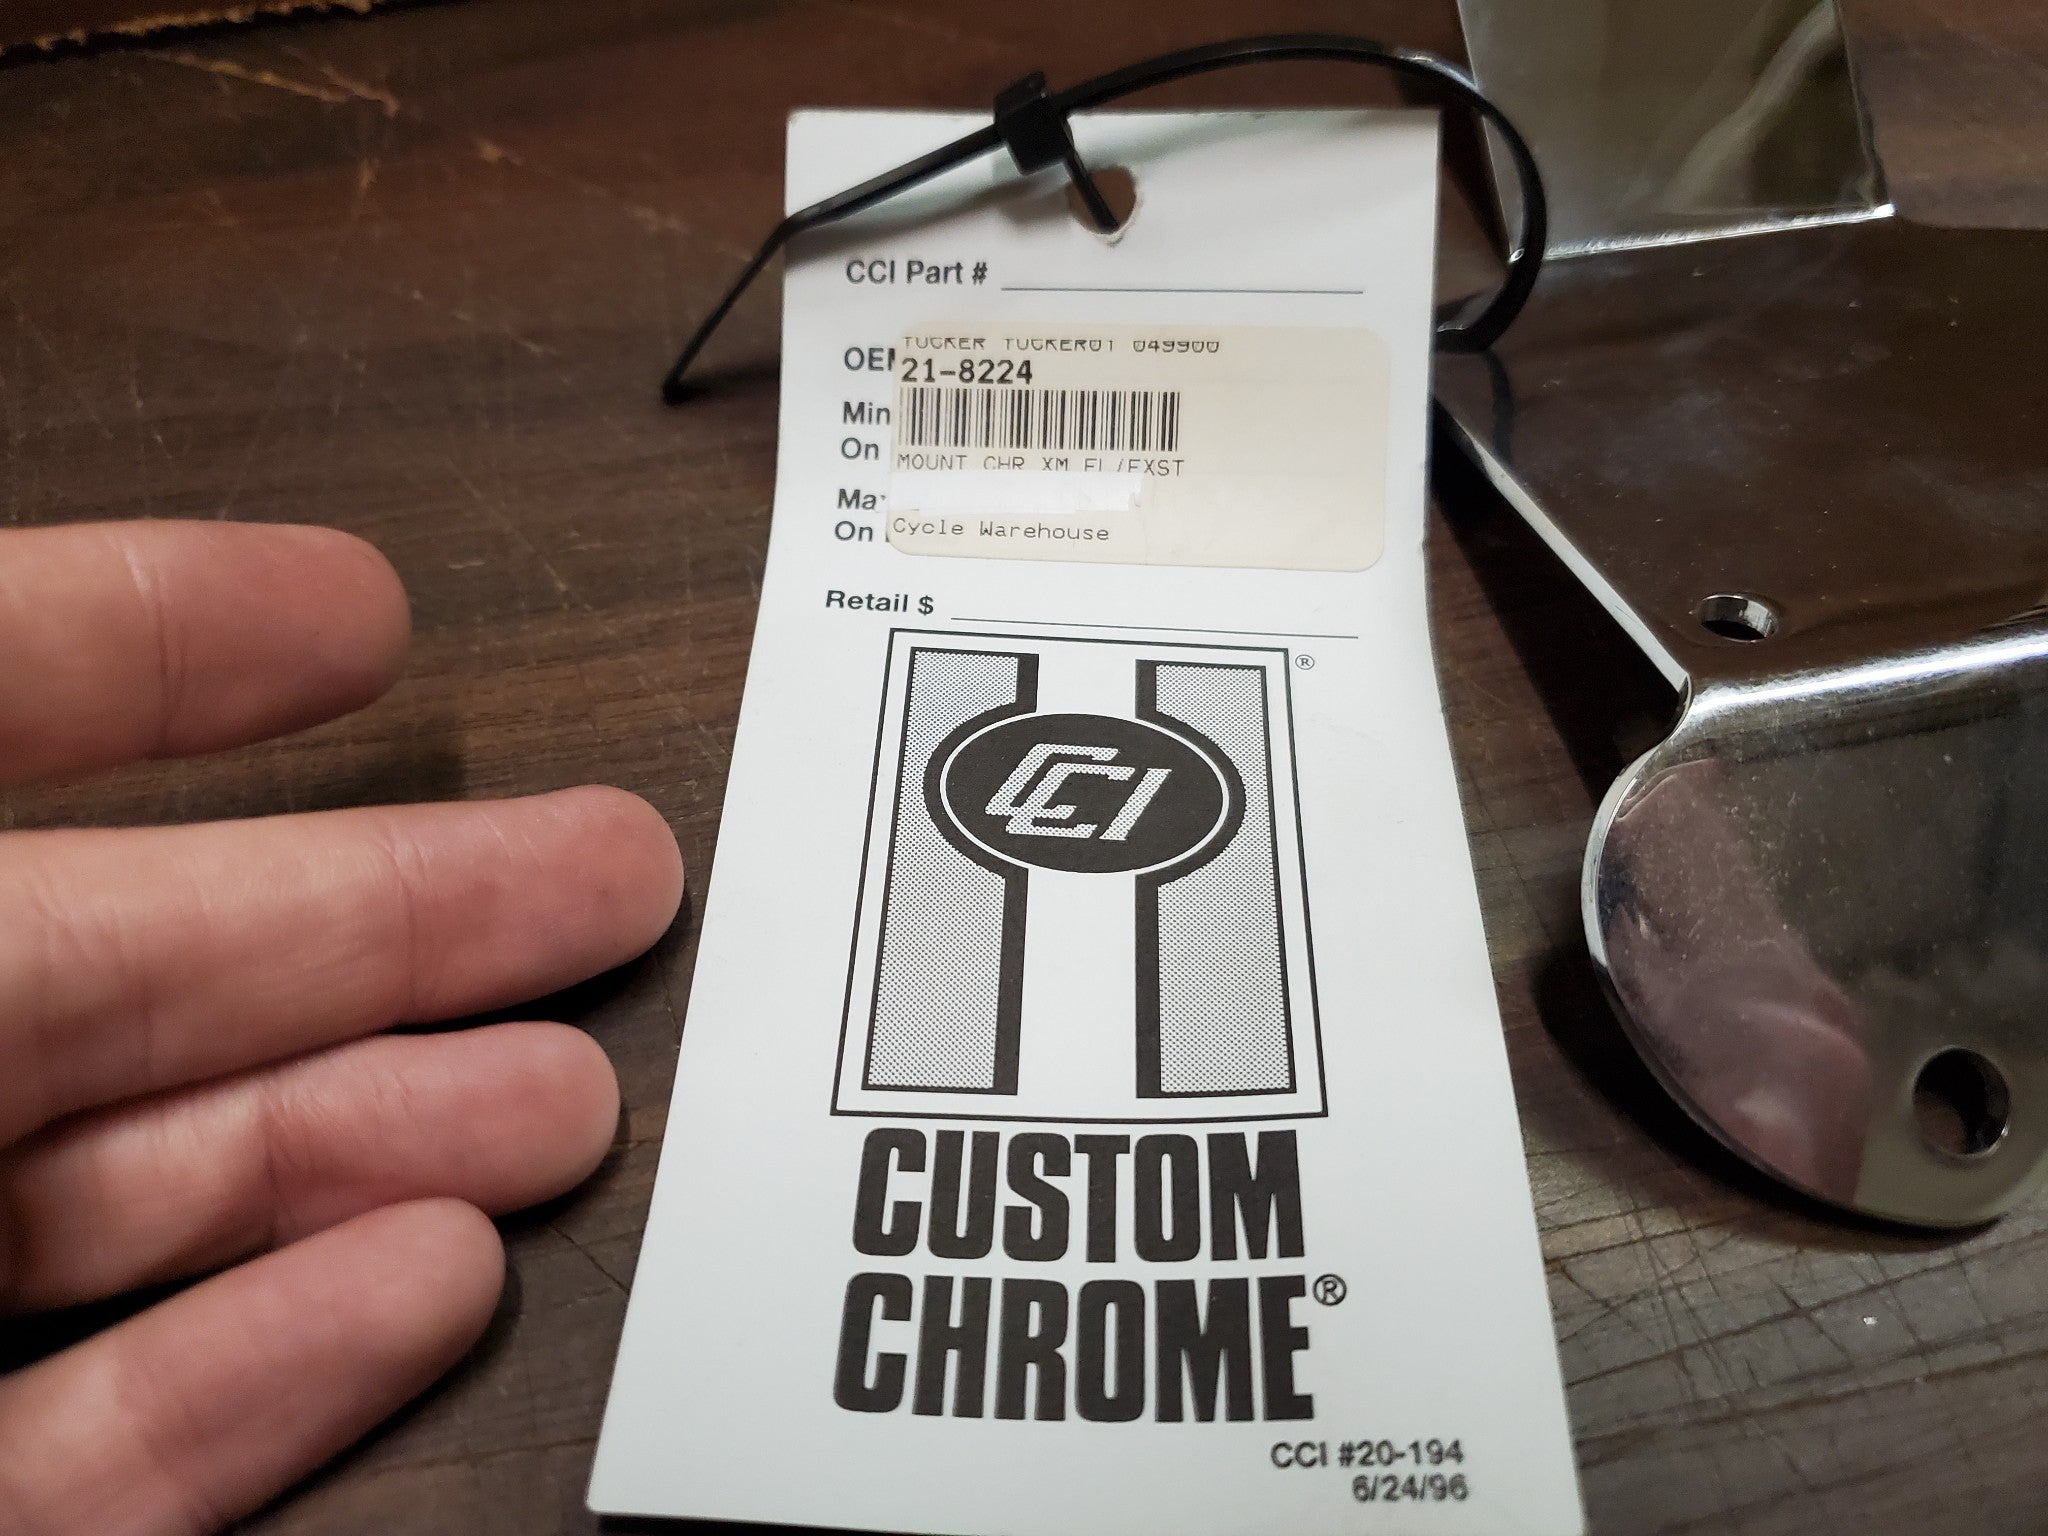 CCI Part #
TUCKER TUCKER01 049900
OE
21-8224
Min
On
MOUNT CHR XM FL/FXST
Ma
On
Cycle Warehouse
Retail $
®
CCI
CUSTOM
CHROME®
CCI #20-194
6/24/96